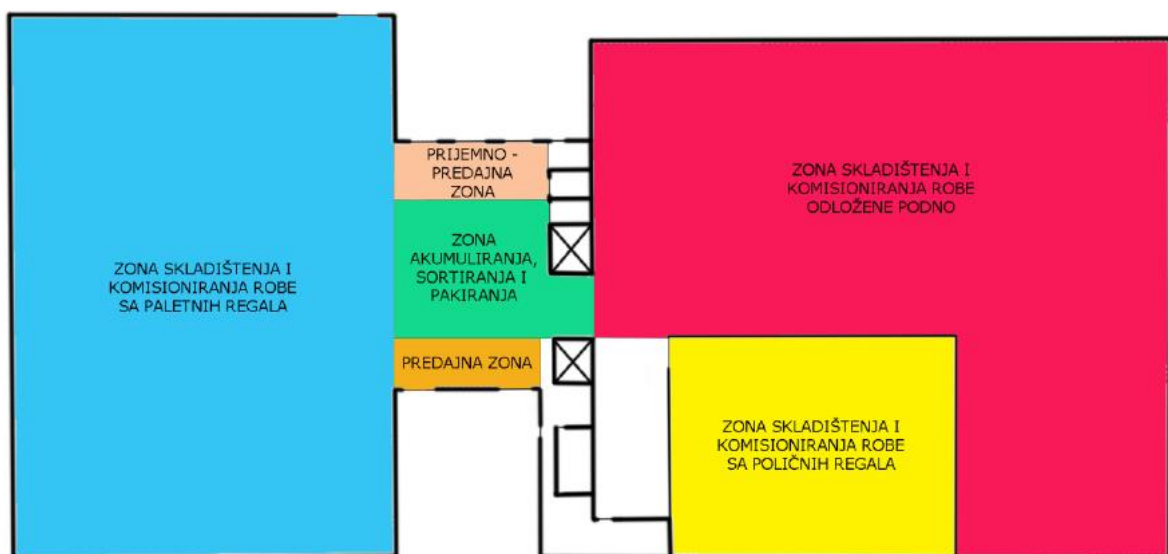 ZONA SKLADIŠTENJA I
KOMISIONIRANJA ROBE
SA PALETNIH REGALA
PRIJEMNO -
PREDAJNA
ZONA
ZONA
AKUMULIRANJA,
SORTIRANJA I
PAKIRANJA
PREDAJNA ZONA
ZONA SKLADIŠTENJA I
KOMISIONIRANJA ROBE
ODLOŽENE PODNO
ZONA SKLADIŠTENJA I
KOMISIONIRANJA ROBE
SA POLIČNIH REGALA